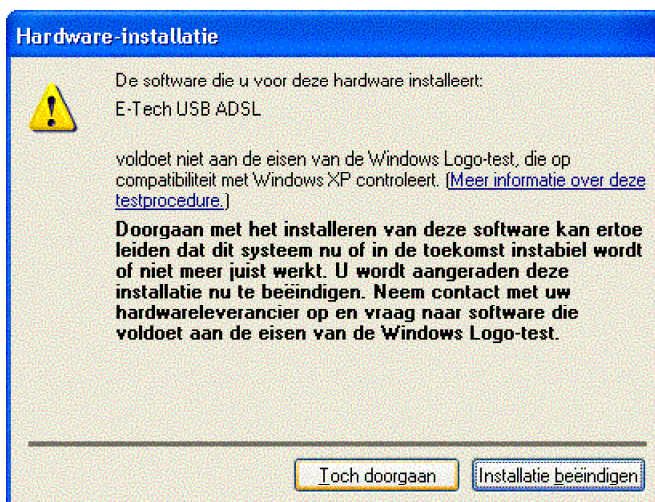 Hardware-installatie
De software die u voor deze hardware installeert:
E-Tech USB ADSL
voldoet niet aan de eisen van de Windows Logo-test, die op
compatibiliteit met Windows XP controleert. (Meer informatie over deze
testprocedure.)
Doorgaan met het installeren van deze software kan ertoe
leiden dat dit systeem nu of in de toekomst instabiel wordt
of niet meer juist werkt. U wordt aangeraden deze
installatie nu te beëindigen. Neem contact met uw
hardwareleverancier op en vraag naar software die
voldoet aan de eisen van de Windows Logo-test.
Toch doorgaan Installatie beëindigen